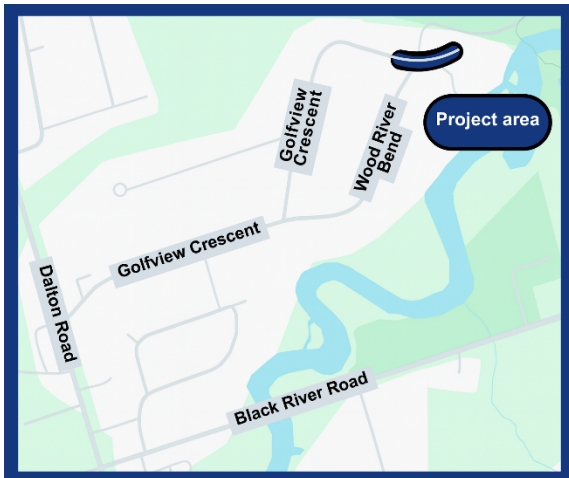 Project area
Golfview
Crescent
Wood River
Bend
Golfview Crescent
Dalton Road
Black River Road